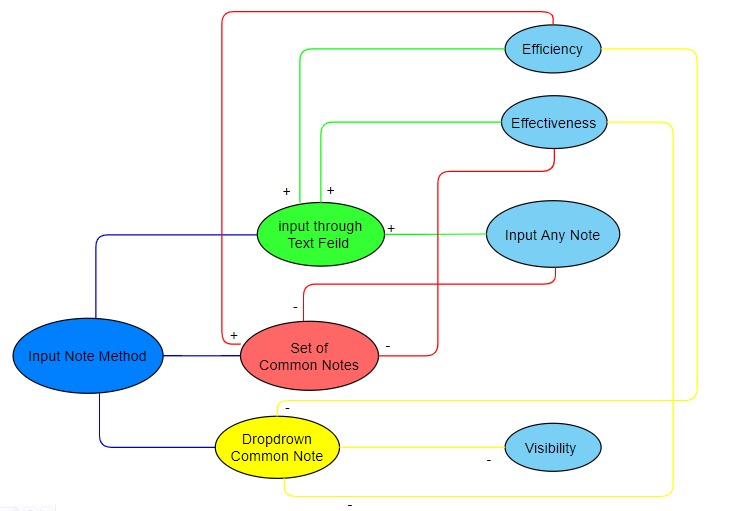 Efficiency
Effectiveness
+
+
input through
Text Feild
+
Input Any Note
-
+
Input Note Method
Set of
Common Notes
-
-
Dropdrown
Common Note
Visibility
-
-